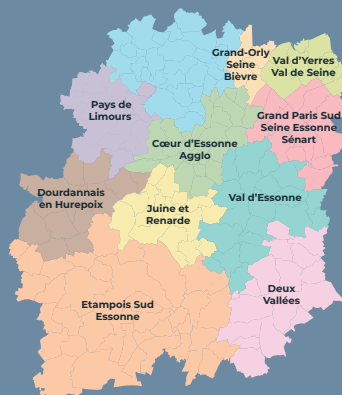 Grand-Orly
Seine
Bièvre
Val d'Yerres
Val de Seine
Pays de
Limours
Grand Paris Sud
Seine Essonne
Sénart
Cœur d'Essonne
Agglo
Dourdannais
en Hurepoix
Juine et
Renarde
Val d'Essonne
Deux
Vallées
Etampois Sud
Essonne